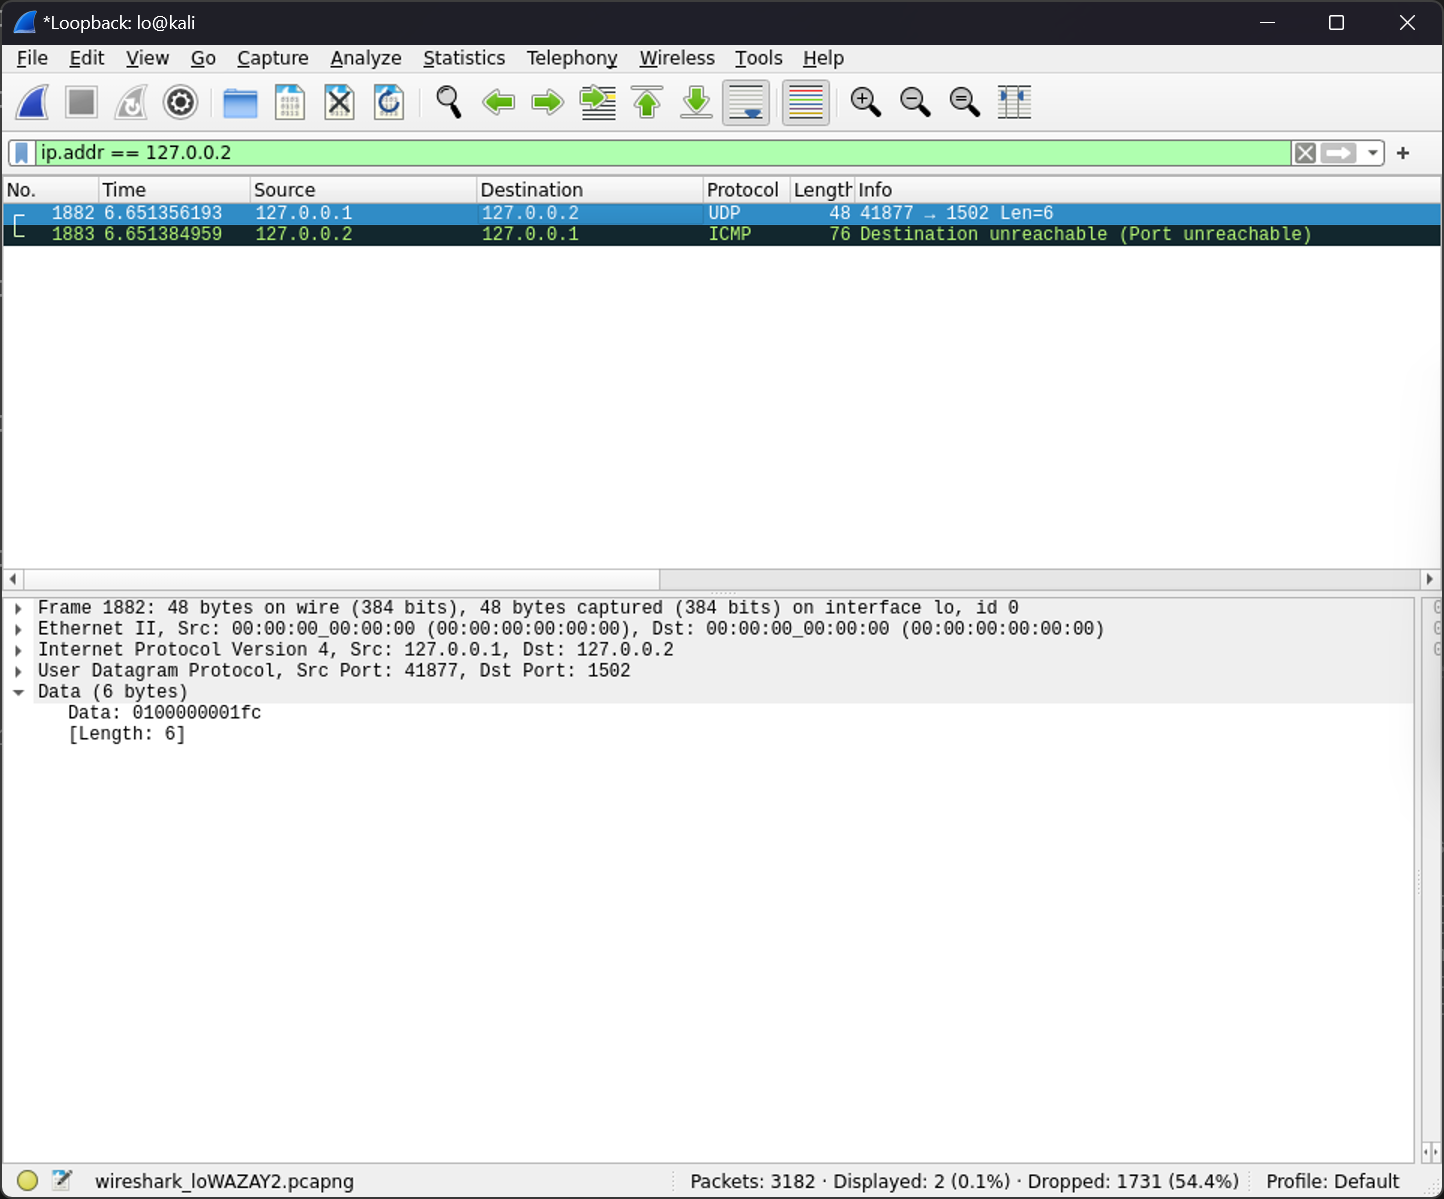 *Loopback: lo@kali
File Edit View Go Capture Analyze Statistics Telephony Wireless Tools Help
ip.addr == 127.0.0.2
No. Time Source Destination Protocol Length Info
1882 6.651356193 127.0.0.1 127.0.0.2 UDP 48 41877 → 1502 Len=6
1883 6.651384959 127.0.0.2 127.0.0.1 ICMP 76 Destination unreachable (Port unreachable)
Frame 1882: 48 bytes on wire (384 bits), 48 bytes captured (384 bits) on interface lo, id 0
Ethernet II, Src: 00:00:00_00:00:00 (00:00:00:00:00:00), Dst: 00:00:00_00:00:00 (00:00:00:00:00:00)
Internet Protocol Version 4, Src: 127.0.0.1, Dst: 127.0.0.2
User Datagram Protocol, Src Port: 41877, Dst Port: 1502
Data (6 bytes)
Data: 0100000001fc
[Length: 6]
wireshark_loWAZAY2.pcapng Packets: 3182 · Displayed: 2 (0.1%) · Dropped: 1731 (54.4%) Profile: Default